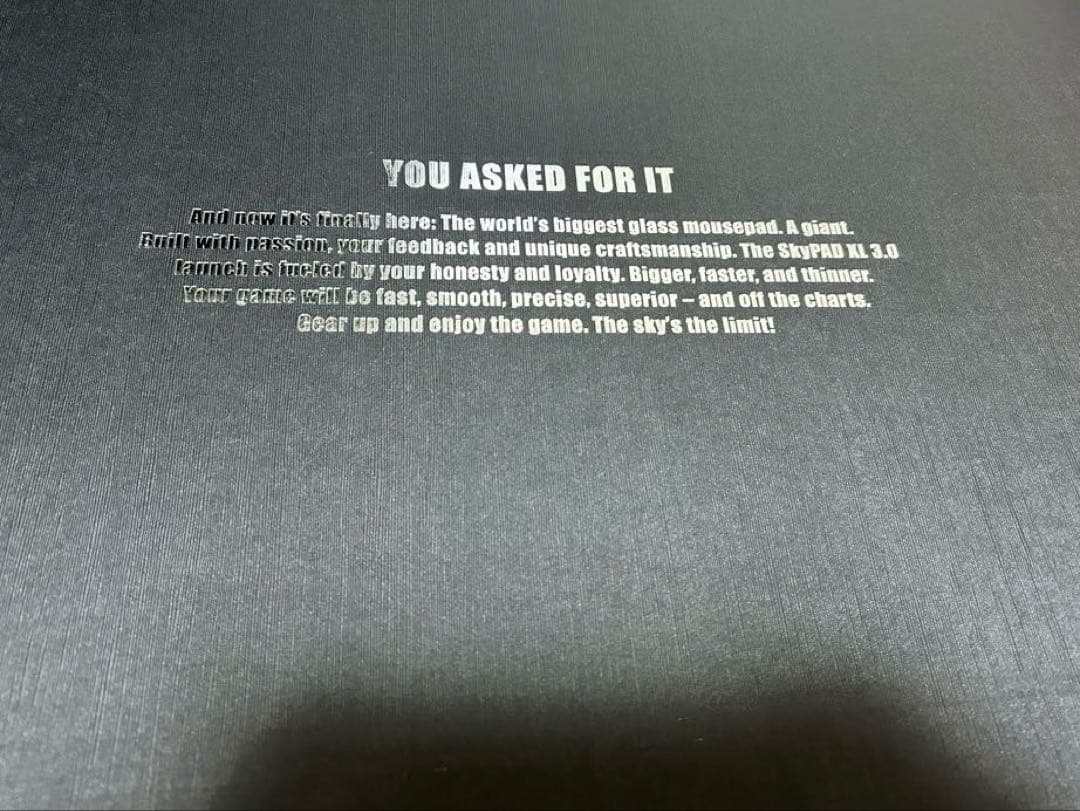 YOU ASKED FOR IT
And now it's finally here: The world's biggest glass mousepad. A giant.
Built with passion, your feedback and unique craftsmanship. The SkyPAD XL 3.0
launch is fueled by your honesty and loyalty. Bigger, faster, and thinner.
Your game will be fast, smooth, precise, superior – and off the charts.
Gear up and enjoy the game. The sky's the limit!